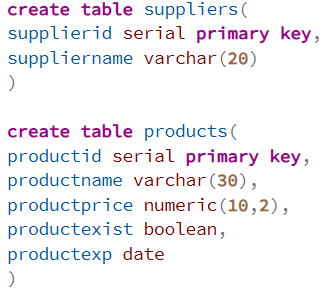 create table suppliers(
supplierid serial primary key,
suppliername varchar(20)
)
create table products(
productid serial primary key,
productname varchar(30),
productprice numeric(10,2),
productexist boolean,
productexp date
)